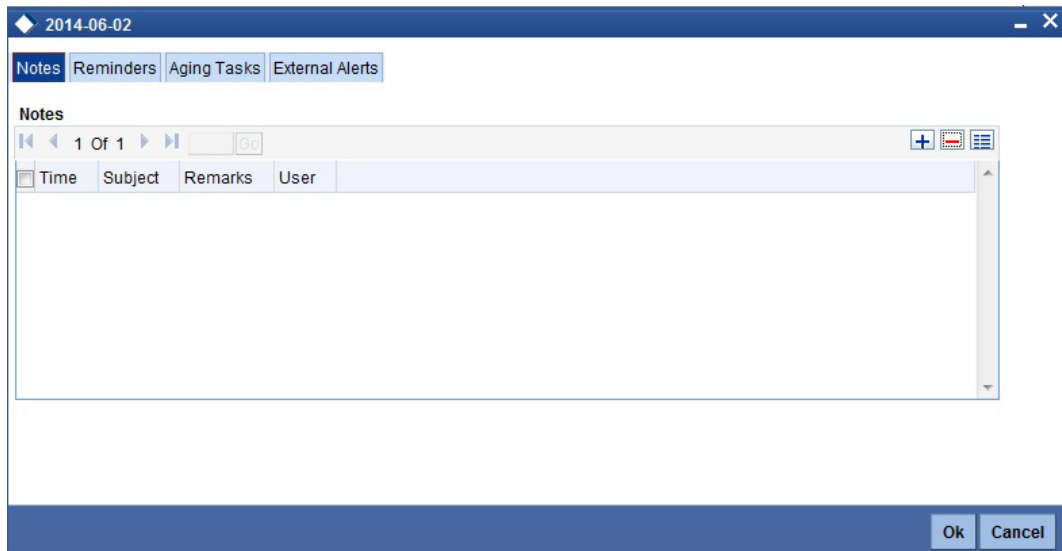 2014-06-02
Notes Reminders Aging Tasks External Alerts
Notes
1 Of 1 Go
Time Subject Remarks User
Ok Cancel